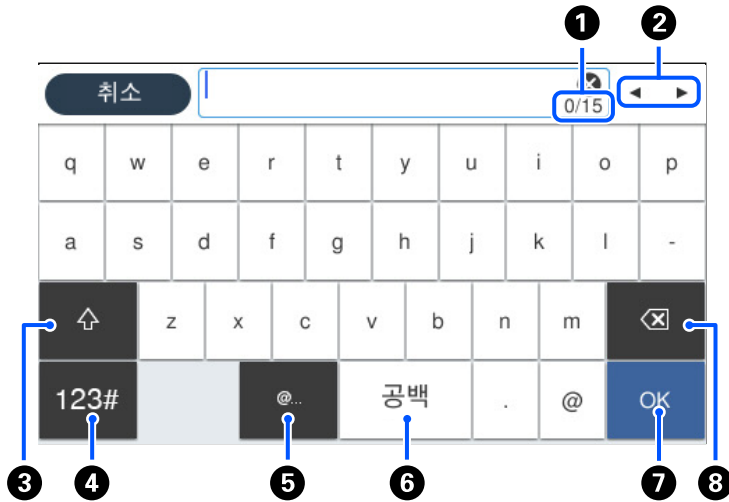 1 2
취소 0/15 ◀ ▶
q w e r t y u i o p
a s d f g h j k l -
z x c v b n m
123# @... 공백 . @ OK
3 4 5 6 7 8